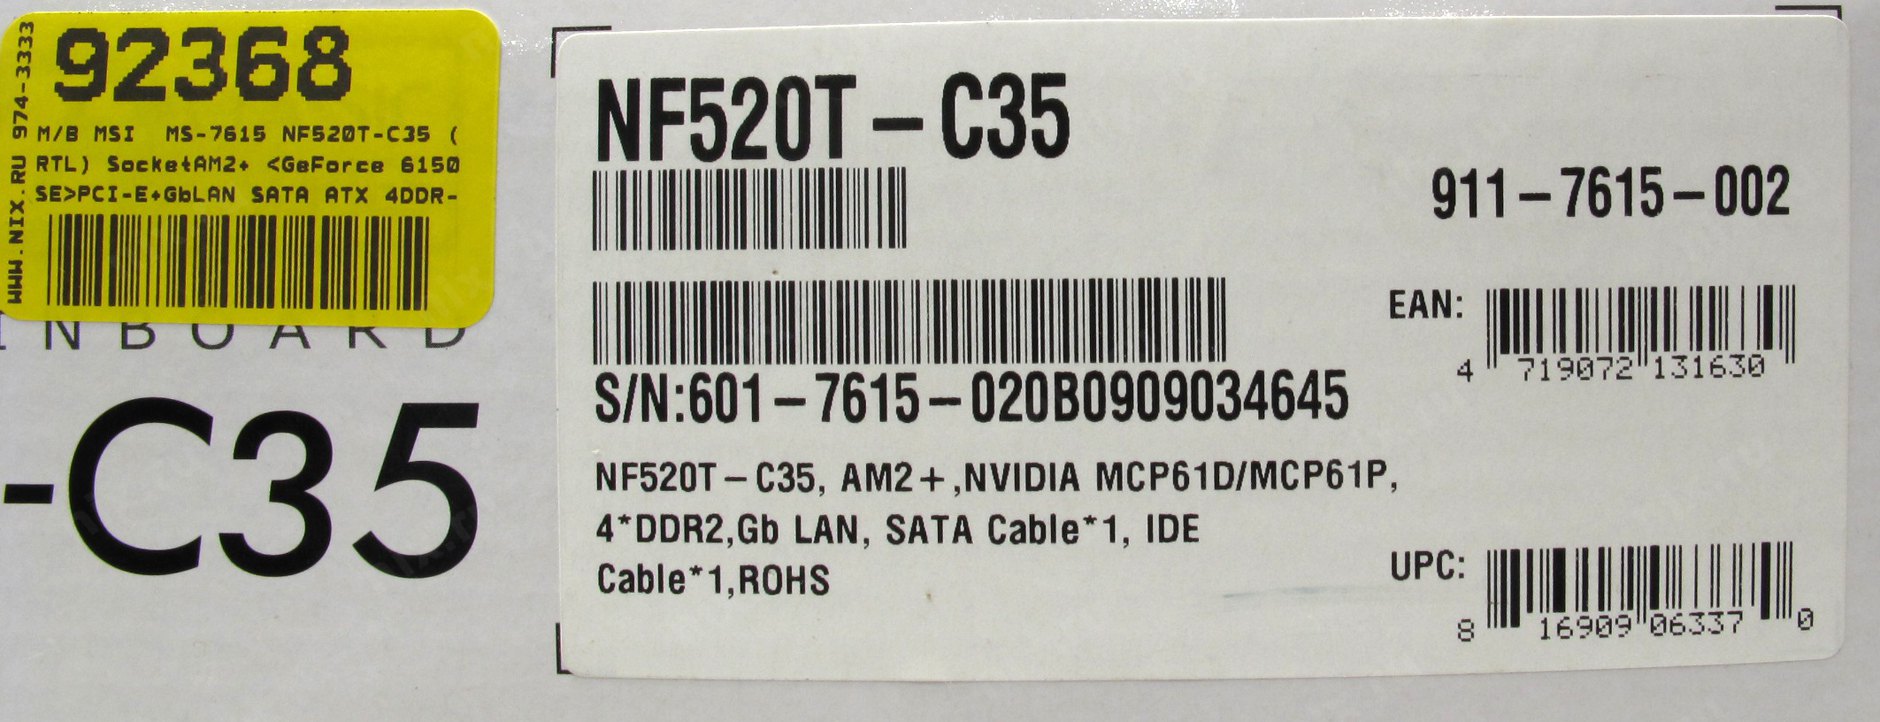 92368
M/B MSI MS-7615 NF520T-C35 (
RTL) SocketAM2+ <GeForce 6150
SE>PCI-E+GbLAN SATA ATX 4DDR-
WWW.NIX.RU 974-3333
INBOARD
-C35
NF520T-C35
911-7615-002
EAN:
4 719072 131630
S/N:601-7615-020B0909034645
NF520T-C35, AM2+,NVIDIA MCP61D/MCP61P,
4*DDR2,Gb LAN, SATA Cable*1, IDE
Cable*1,ROHS
UPC:
8 16909 06337 0